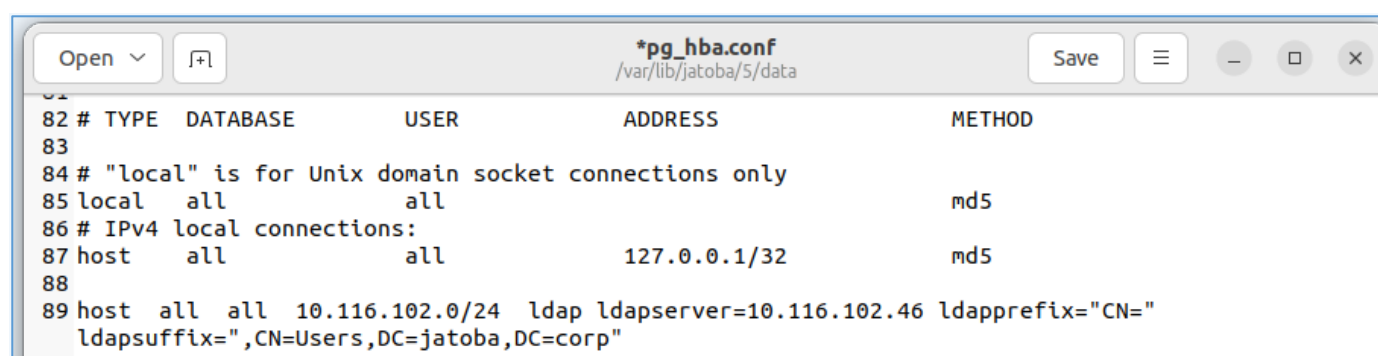 Open
*pg_hba.conf
/var/lib/jatoba/5/data
Save
82 # TYPE  DATABASE        USER            ADDRESS                 METHOD
83
84 # "local" is for Unix domain socket connections only
85 local   all             all                                     md5
86 # IPv4 local connections:
87 host    all             all             127.0.0.1/32            md5
88
89 host  all  all  10.116.102.0/24  ldap ldapserver=10.116.102.46 ldapprefix="CN="
ldapsuffix=",CN=Users,DC=jatoba,DC=corp"